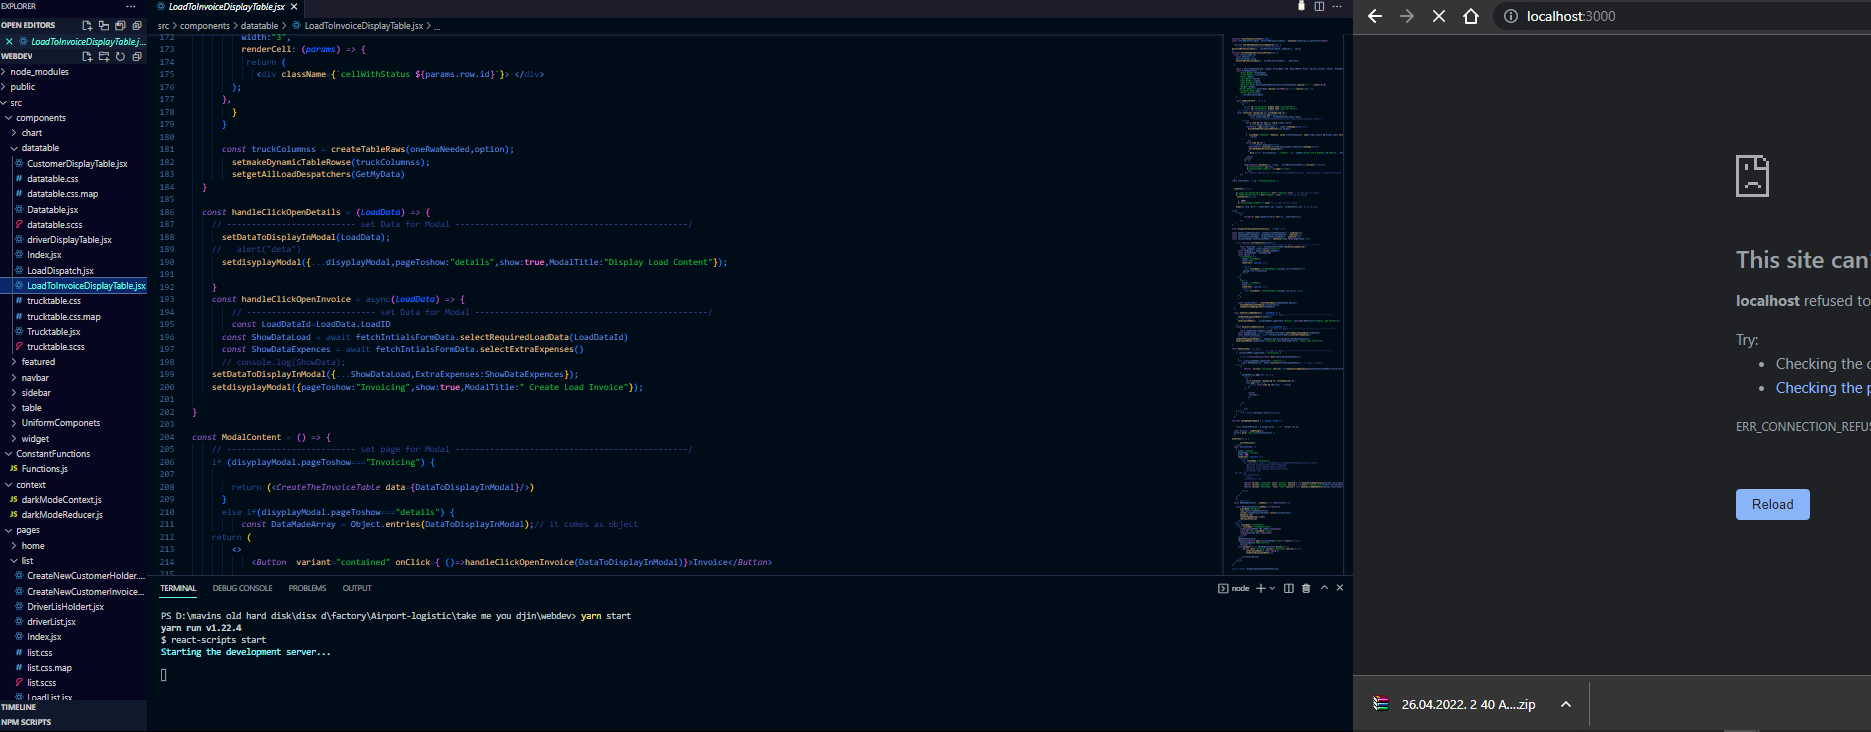 EXPLORER
OPEN EDITORS
LoadToInvoiceDisplayTable.j...
WEBDEV
node_modules
public
src
components
chart
datatable
CustomerDisplayTable.jsx
datatable.css
datatable.css.map
Datatable.jsx
datatable.scss
driverDisplayTable.jsx
Index.jsx
LoadDispatch.jsx
LoadToInvoiceDisplayTable.jsx
trucktable.css
trucktable.css.map
Trucktable.jsx
trucktable.scss
featured
navbar
sidebar
table
UniformComponets
widget
ConstantFunctions
JS Functions.js
context
JS darkModeContext.js
JS darkModeReducer.js
pages
home
list
CreateNewCustomerHolder....
CreateNewCustomerInvoice...
DriverLisHoldert.jsx
driverList.jsx
Index.jsx
list.css
list.css.map
list.scss
LoadList.jsx
TIMELINE
NPM SCRIPTS
LoadToInvoiceDisplayTable.jsx
src > components > datatable > LoadToInvoiceDisplayTable.jsx > ...
172 width:"3",
173 renderCell: (params) => {
174 return (
175 <div className {`cellWithStatus ${params.row.id}`}> </div>
176 );
177 },
178 }
179 }
180
181 const truckColumnss = createTableRaws(oneRwaNeeded,option);
182 setmakeDynamicTableRowse(truckColumnss);
183 setgetAllLoadDespatchers(GetMyData)
184 }
185
186 const handleClickOpenDetails = (LoadData) => {
187 // -------------------------- set Data for Modal -----------------------------------------------/
188 setDataToDisplayInModal(LoadData);
189 // alert("deta")
190 setdisyplayModal({...disyplayModal,pageToshow:"details",show:true,ModalTitle:"Display Load Content"});
191
192 }
193 const handleClickOpenInvoice = async(LoadData) => {
194 // -------------------------- set Data for Modal -----------------------------------------------/
195 const LoadDataId=LoadData.LoadID
196 const ShowDataLoad = await fetchIntialsFormData.selectRequiredLoadData(LoadDataId)
197 const ShowDataExpences = await fetchIntialsFormData.selectExtraExpenses()
198 // console.log(ShowData);
199 setDataToDisplayInModal({...ShowDataLoad,ExtraExpenses:ShowDataExpences});
200 setdisyplayModal({pageToshow:"Invoicing",show:true,ModalTitle:" Create Load Invoice"});
201
202 }
203
204 const ModalContent = () => {
205 // -------------------------- set page for Modal -----------------------------------------------/
206 if (disyplayModal.pageToshow==="Invoicing") {
207
208 return (<CreateTheInvoiceTable data={DataToDisplayInModal}/>)
209 }
210 else if(disyplayModal.pageToshow==="details") {
211 const DataMadeArray = Object.entries(DataToDisplayInModal);// it comes as object
212 return (
213 <>
214 <Button variant="contained" onClick={ ()=>handleClickOpenInvoice(DataToDisplayInModal)}>Invoice</Button>
215
TERMINAL DEBUG CONSOLE PROBLEMS OUTPUT
node
PS D:\mavins old hard disk\disx d\factory\Airport-logistic\take me you djin\webdev> yarn start
yarn run v1.22.4
$ react-scripts start
Starting the development server...
localhost:3000
This site can'
localhost refused to
Try:
• Checking the c
• Checking the p
ERR_CONNECTION_REFUS
Reload
26.04.2022. 2 40 A....zip